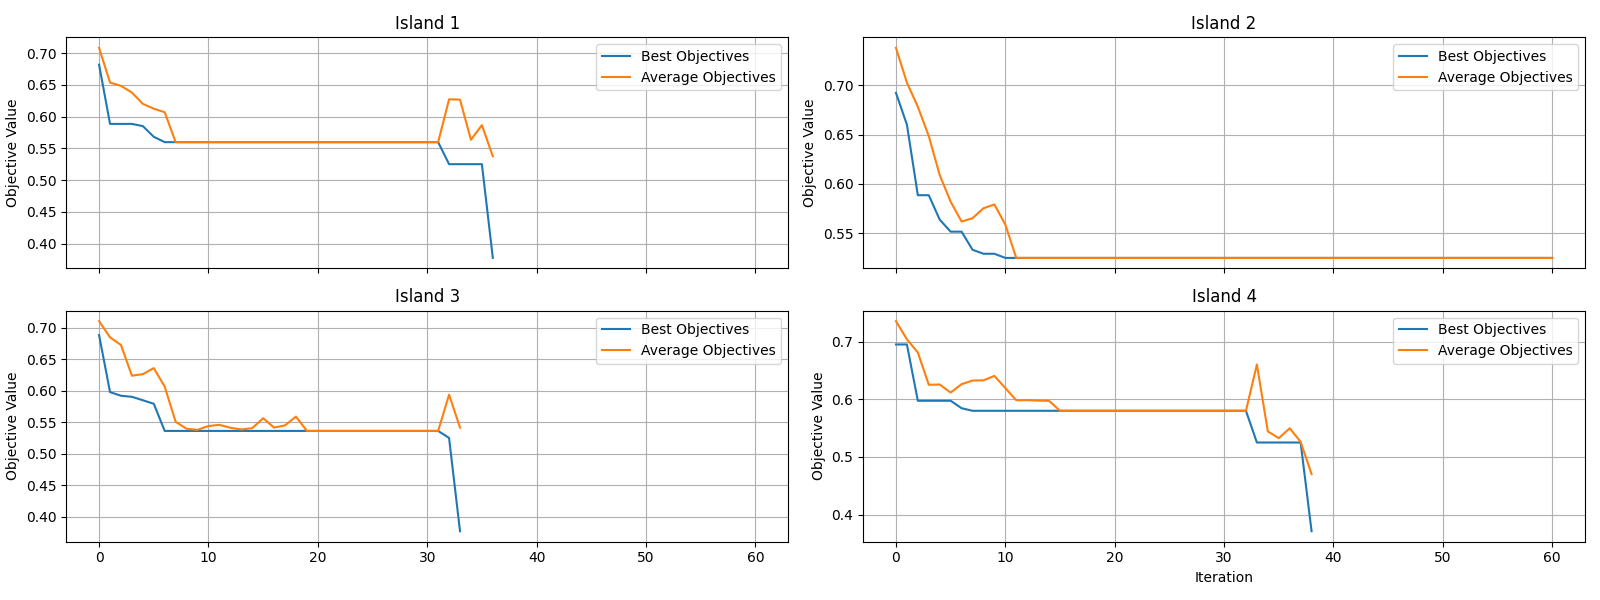 Island 1
Objective Value
0.70
0.65
0.60
0.55
0.50
0.45
0.40
Best Objectives
Average Objectives
Island 2
Objective Value
0.70
0.65
0.60
0.55
Best Objectives
Average Objectives
Island 3
Objective Value
0.70
0.65
0.60
0.55
0.50
0.45
0.40
Best Objectives
Average Objectives
0 10 20 30 40 50 60
Island 4
Objective Value
0.7
0.6
0.5
0.4
Best Objectives
Average Objectives
0 10 20 30 40 50 60
Iteration